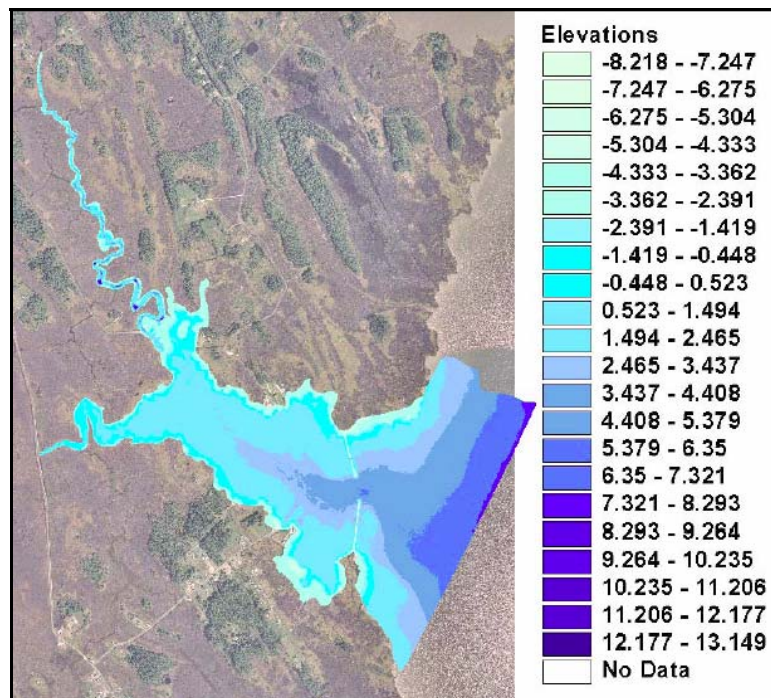 Elevations
-8.218 - -7.247
-7.247 - -6.275
-6.275 - -5.304
-5.304 - -4.333
-4.333 - -3.362
-3.362 - -2.391
-2.391 - -1.419
-1.419 - -0.448
-0.448 - 0.523
0.523 - 1.494
1.494 - 2.465
2.465 - 3.437
3.437 - 4.408
4.408 - 5.379
5.379 - 6.35
6.35 - 7.321
7.321 - 8.293
8.293 - 9.264
9.264 - 10.235
10.235 - 11.206
11.206 - 12.177
12.177 - 13.149
No Data